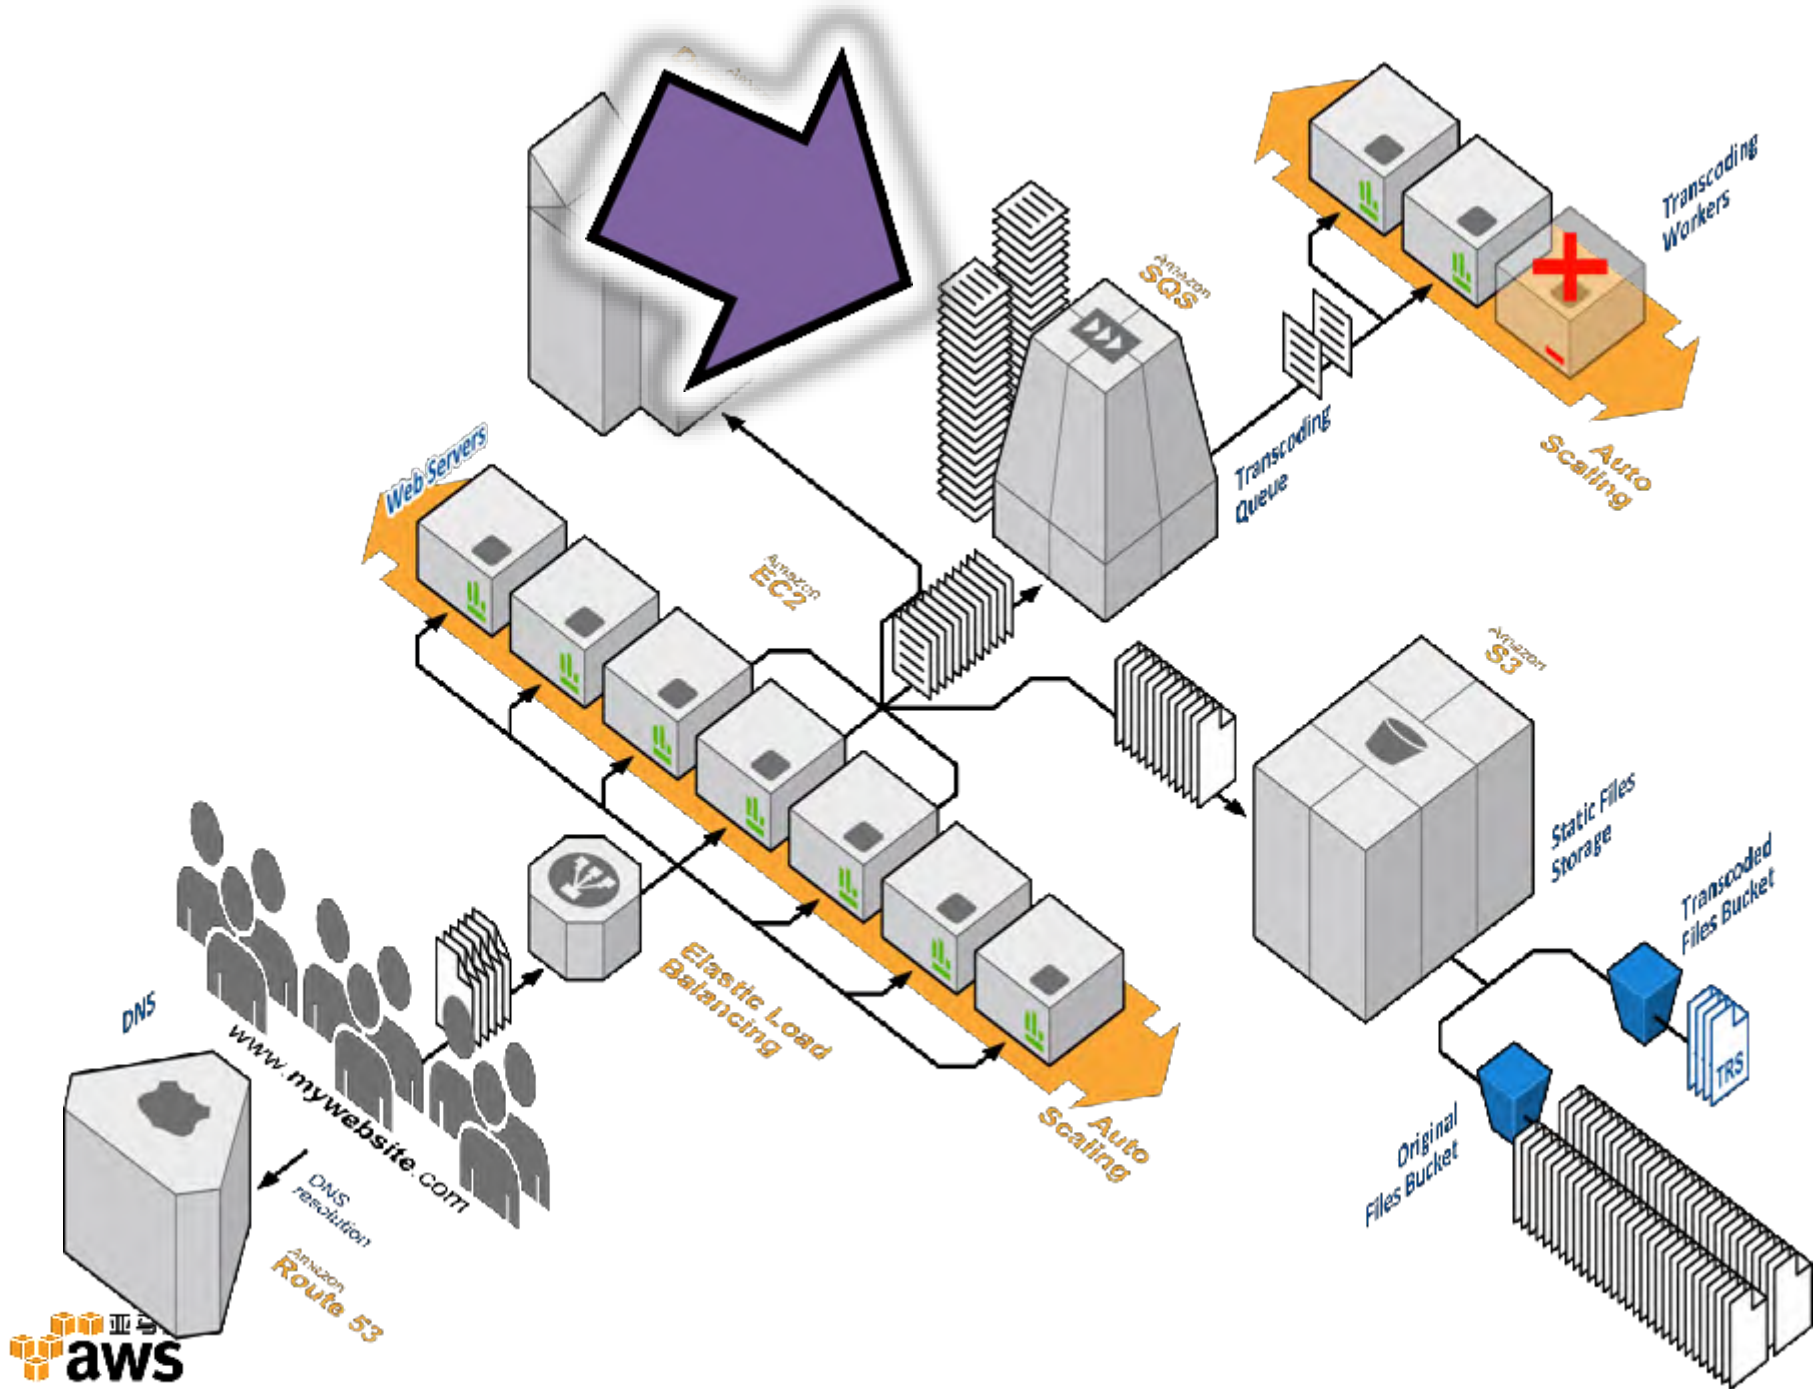 Amazon
SQS
Transcoding
Workers
Auto
Scaling
Transcoding
Queue
Web Servers
Amazon
EC2
Amazon
S3
Static Files
Storage
Transcoded
Files Bucket
TRS
Original
Files Bucket
Elastic Load
Balancing
Auto
Scaling
DNS
www.mywebsite.com
DNS
resolution
Amazon
Route 53
aws